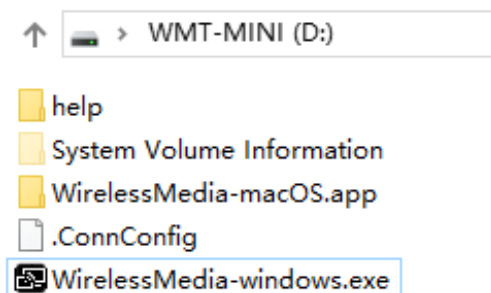 WMT-MINI (D:)
help
System Volume Information
WirelessMedia-macOS.app
.ConnConfig
WirelessMedia-windows.exe